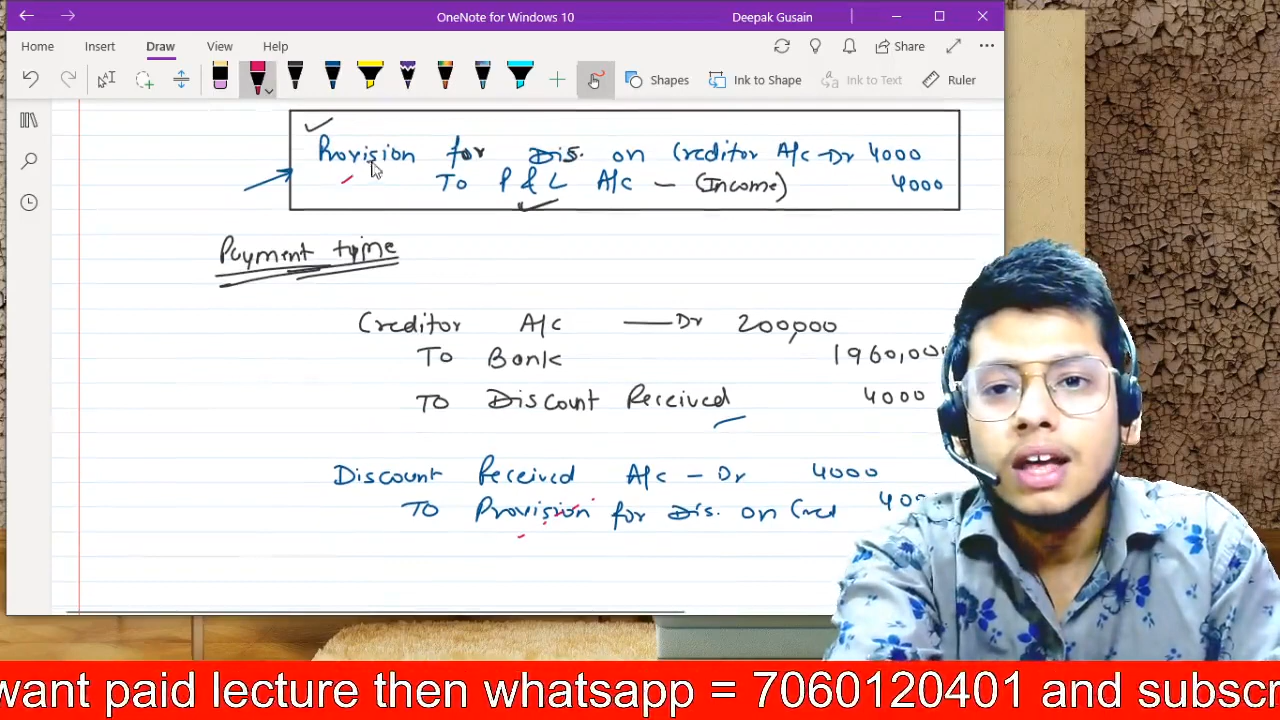 OneNote for Windows 10
Deepak Gusain
Home Insert Draw View Help Share
Shapes Ink to Shape Ink to Text Ruler
Provision for Dis. on Creditor A/c - Dr 4000
To P & L A/c - (Income) 4000
Payment time
Creditor A/c — Dr 200,000
To Bank 1960,00
To Discount Received 4000
Discount Received A/c - Dr 4000
To Provision for Dis. on Cred
want paid lecture then whatsapp = 7060120401 and subscr